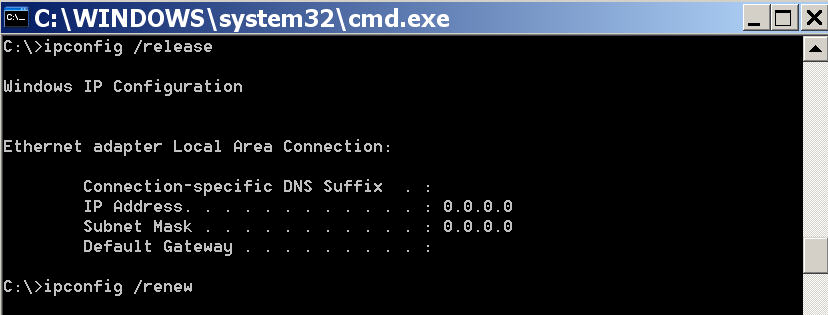 C:\WINDOWS\system32\cmd.exe
C:\>ipconfig /release
Windows IP Configuration
Ethernet adapter Local Area Connection:
Connection-specific DNS Suffix  . :
IP Address. . . . . . . . . . . . : 0.0.0.0
Subnet Mask . . . . . . . . . . . : 0.0.0.0
Default Gateway . . . . . . . . . :
C:\>ipconfig /renew